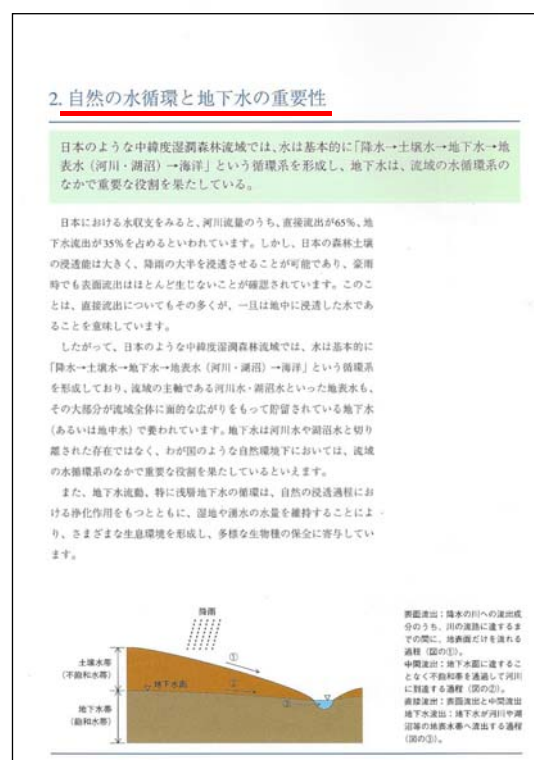 2. 自然の水循環と地下水の重要性
日本のような中緯度湿潤森林流域では、水は基本的に「降水→土壌水→地下水→地
表水（河川・湖沼）→海洋」という循環系を形成し、地下水は、流域の水循環系の
なかで重要な役割を果たしている。
日本における水収支をみると、河川流量のうち、直接流出が65%、地
下水流出が35%を占めるといわれています。しかし、日本の森林土壌
の浸透能は大きく、降雨の大半を浸透させることが可能であり、豪雨
時でも表面流出はほとんど生じないことが確認されています。このこ
とは、直接流出についてもその多くが、一旦は地中に浸透した水であ
ることを意味しています。
したがって、日本のような中緯度湿潤森林流域では、水は基本的に
「降水→土壌水→地下水→地表水（河川・湖沼）→海洋」という循環系
を形成しており、流域の主軸である河川水・湖沼水といった地表水も、
その大部分が流域全体に面的な広がりをもって貯留されている地下水
（あるいは地中水）で養われています。地下水は河川水や湖沼水と切り
離された存在ではなく、わが国のような自然環境下においては、流域
の水循環系のなかで重要な役割を果たしているといえます。
また、地下水流動、特に浅層地下水の循環は、自然の浸透過程にお
ける浄化作用をもつとともに、湿地や湧水の水量を維持することによ
り、さまざまな生息環境を形成し、多様な生物種の保全に寄与してい
ます。
降雨
土壌水帯
（不飽和水帯）
地下水面
地下水帯
（飽和水帯）
①
②
③
表面流出：降水の川への流出成
分のうち、川の流路に達するま
での間に、地表面だけを流れる
過程（図の①）。
中間流出：地下水面に達するこ
となく不飽和帯を通過して河川
に到達する過程（図の②）。
直接流出：表面流出と中間流出
地下水流出：地下水が河川や湖
沼等の地表水帯へ流出する過程
（図の③）。